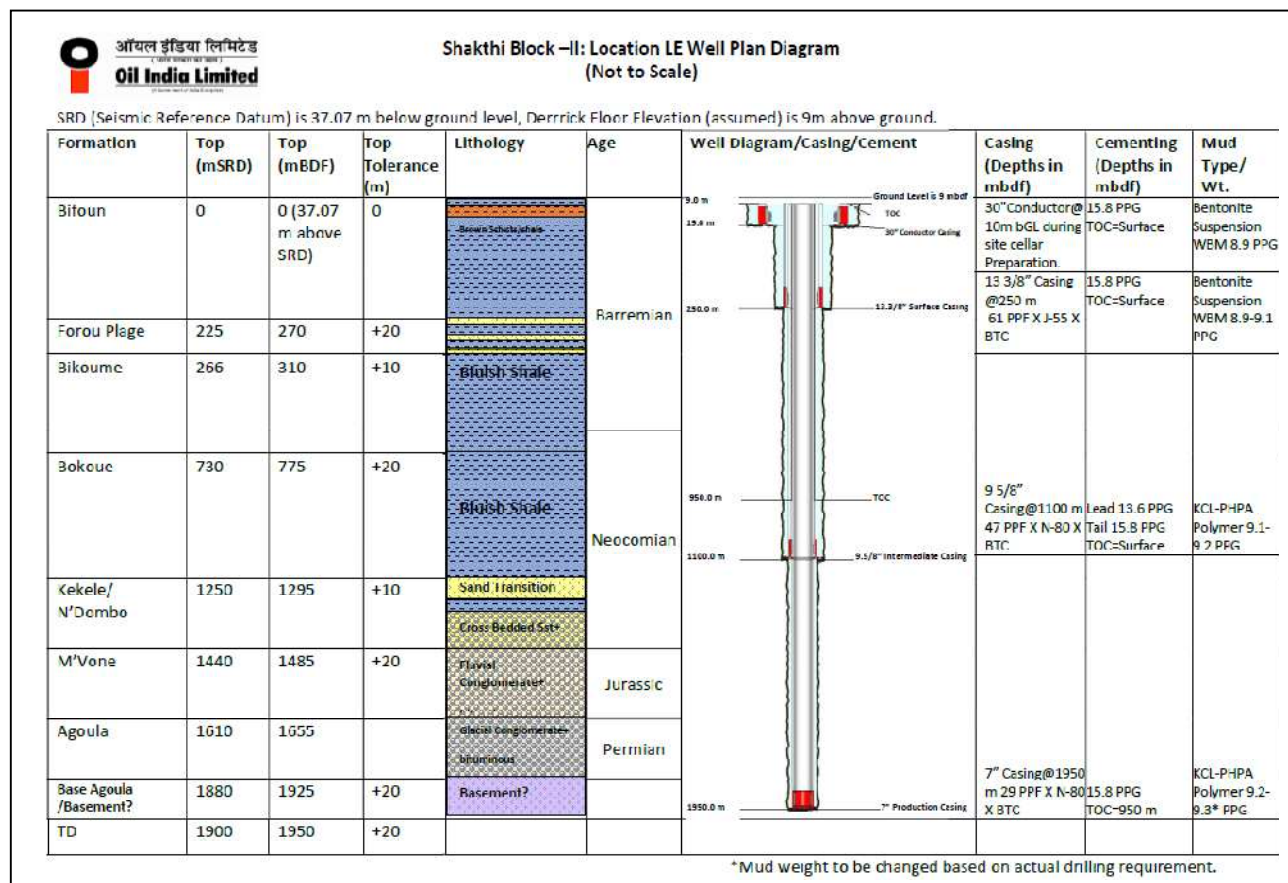 ऑयल इंडिया लिमिटेड
Oil India Limited
Shakthi Block –II: Location LE Well Plan Diagram
(Not to Scale)
SRD (Seismic Reference Datum) is 37.07 m below ground level, Derrrick Floor Elevation (assumed) is 9m above ground.
Formation
Top
(mSRD)
Top
(mBDF)
Top
Tolerance
(m)
Lithology
Age
Well Diagram/Casing/Cement
Casing
(Depths in
mbdf)
Cementing
(Depths in
mbdf)
Mud
Type/
Wt.
Bifoun
0
0 (37.07
m above
SRD)
0
Forou Plage
225
270
+20
Bikoume
266
310
+10
Bluish Shale
Barremian
Bokoue
730
775
+20
Bluish Shale
Neocomian
Kekele/
N'Dombo
1250
1295
+10
Sand Transition
Cross Bedded Sst+
M'Vone
1440
1485
+20
Fluvial
Conglomerate+
Jurassic
Agoula
1610
1655
Glacial Conglomerate+
bituminous
Permian
Base Agoula
/Basement?
1880
1925
+20
Basement?
TD
1900
1950
+20
9.0 m
Ground Level is 9 mbdf
TOC
30" Conductor Casing
250.0 m
13.3/8" Surface Casing
950.0 m
TOC
1100.0 m
9.5/8" Intermediate Casing
1950.0 m
7" Production Casing
30"Conductor@
10m bGL during
site cellar
Preparation.
15.8 PPG
TOC=Surface
Bentonite
Suspension
WBM 8.9 PPG
13 3/8" Casing
@250 m
61 PPF X J-55 X
BTC
15.8 PPG
TOC=Surface
Bentonite
Suspension
WBM 8.9-9.1
PPG
9 5/8"
Casing@1100 m
47 PPF X N-80 X
BTC
Lead 13.6 PPG
Tail 15.8 PPG
TOC=Surface
KCL-PHPA
Polymer 9.1-
9.2 PPG
7" Casing@1950
m 29 PPF X N-80
X BTC
15.8 PPG
TOC=950 m
KCL-PHPA
Polymer 9.2-
9.3* PPG
*Mud weight to be changed based on actual drilling requirement.